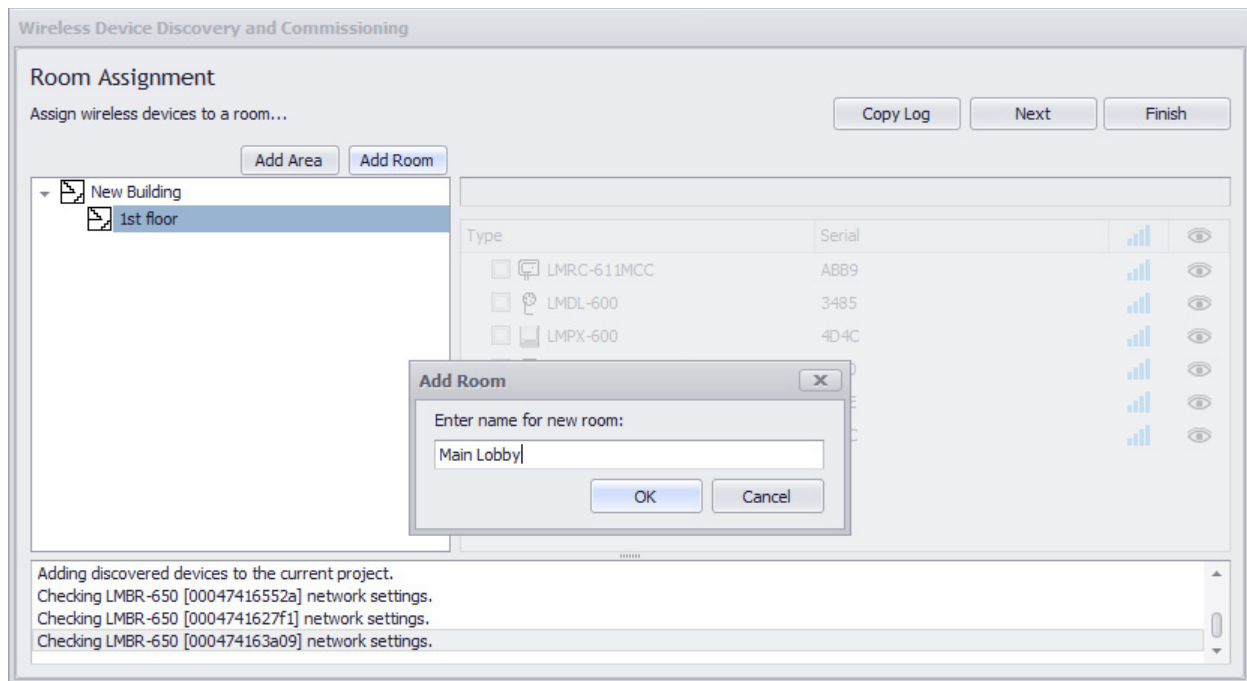 Wireless Device Discovery and Commissioning
Room Assignment
Assign wireless devices to a room...
Copy Log Next Finish
Add Area Add Room
New Building
1st floor
Type Serial
LMRC-611MCC ABB9
LMDL-600 3485
LMPX-600 4D4C
Add Room
Enter name for new room:
Main Lobby
OK Cancel
Adding discovered devices to the current project.
Checking LMBR-650 [00047416552a] network settings.
Checking LMBR-650 [0004741627f1] network settings.
Checking LMBR-650 [000474163a09] network settings.